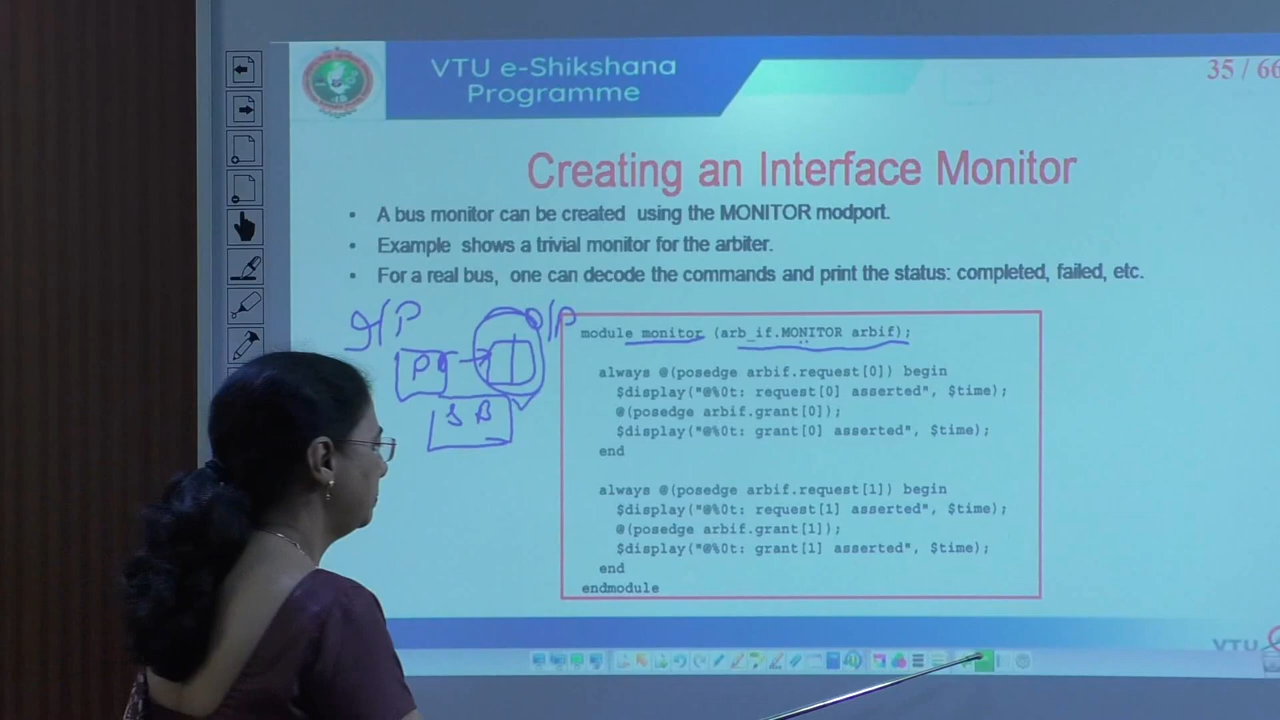 VTU e-Shikshana
Programme
35 / 66
Creating an Interface Monitor
• A bus monitor can be created using the MONITOR modport.
• Example shows a trivial monitor for the arbiter.
• For a real bus, one can decode the commands and print the status: completed, failed, etc.
I/P
O/P
SB
module monitor (arb_if.MONITOR arbif);
always @(posedge arbif.request[0]) begin
$display("@%0t: request[0] asserted", $time);
@(posedge arbif.grant[0]);
$display("@%0t: grant[0] asserted", $time);
end
always @(posedge arbif.request[1]) begin
$display("@%0t: request[1] asserted", $time);
@(posedge arbif.grant[1]);
$display("@%0t: grant[1] asserted", $time);
end
endmodule
VTU